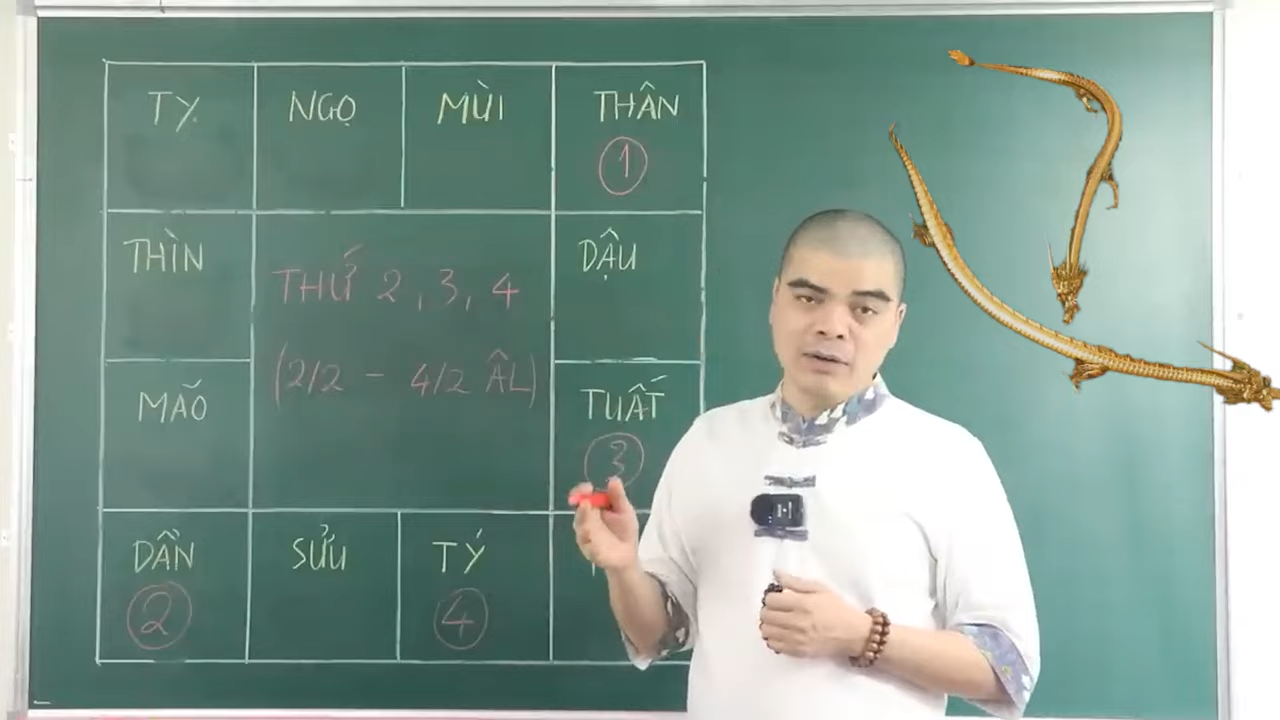 TỴ
NGỌ
MÙI
THÂN
1
THÌN
DẬU
THỨ 2, 3, 4
(2/2 - 4/2 ÂL)
MÃO
TUẤT
3
DẦN
SỬU
TÝ
2
4